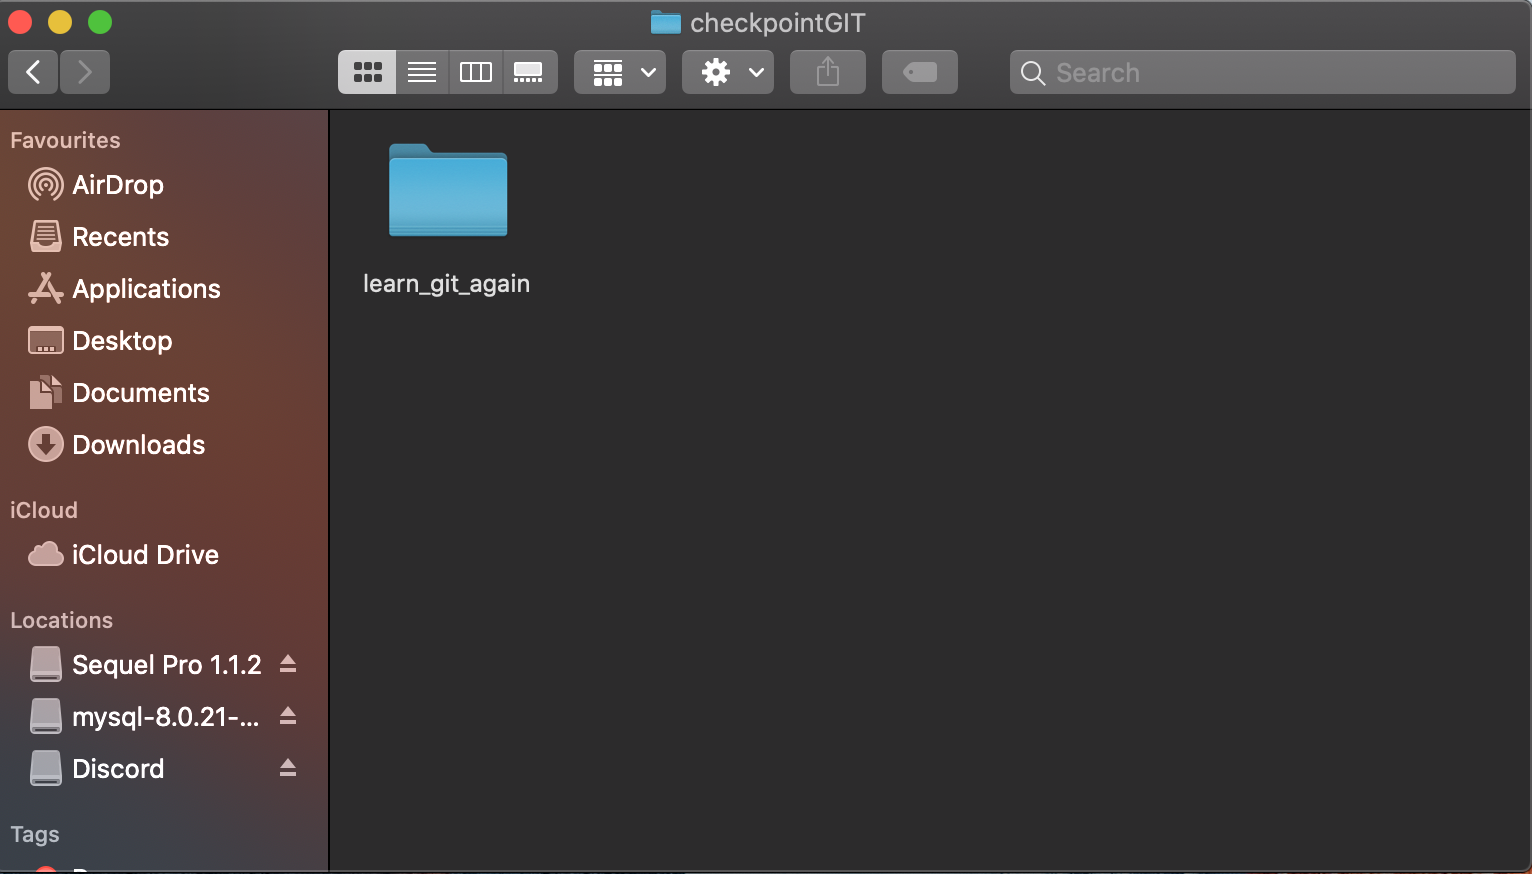 checkpointGIT
Search
Favourites
AirDrop
Recents
Applications
Desktop
Documents
Downloads
iCloud
iCloud Drive
Locations
Sequel Pro 1.1.2
mysql-8.0.21-...
Discord
Tags
learn_git_again